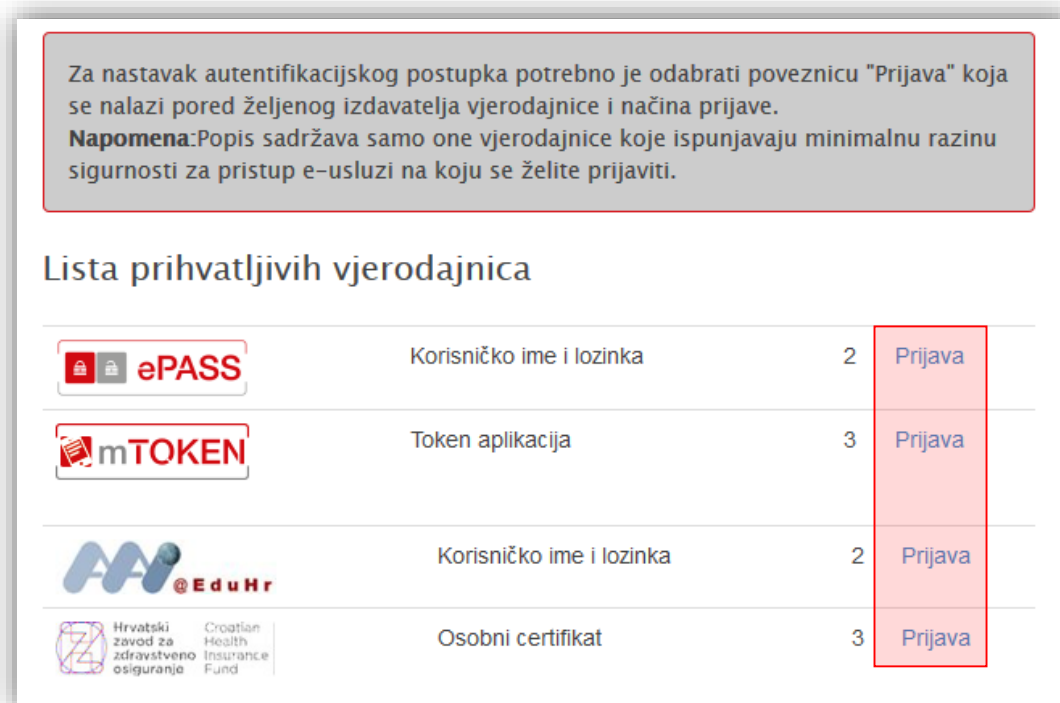 Za nastavak autentifikacijskog postupka potrebno je odabrati poveznicu "Prijava" koja
se nalazi pored željenog izdavatelja vjerodajnice i načina prijave.
Napomena:Popis sadržava samo one vjerodajnice koje ispunjavaju minimalnu razinu
sigurnosti za pristup e-usluzi na koju se želite prijaviti.
Lista prihvatljivih vjerodajnica
ePASS Korisničko ime i lozinka 2 Prijava
mTOKEN Token aplikacija 3 Prijava
AAI@EduHr Korisničko ime i lozinka 2 Prijava
Hrvatski Croatian
zavod za Health
zdravstveno Insurance
osiguranje Fund
Osobni certifikat 3 Prijava